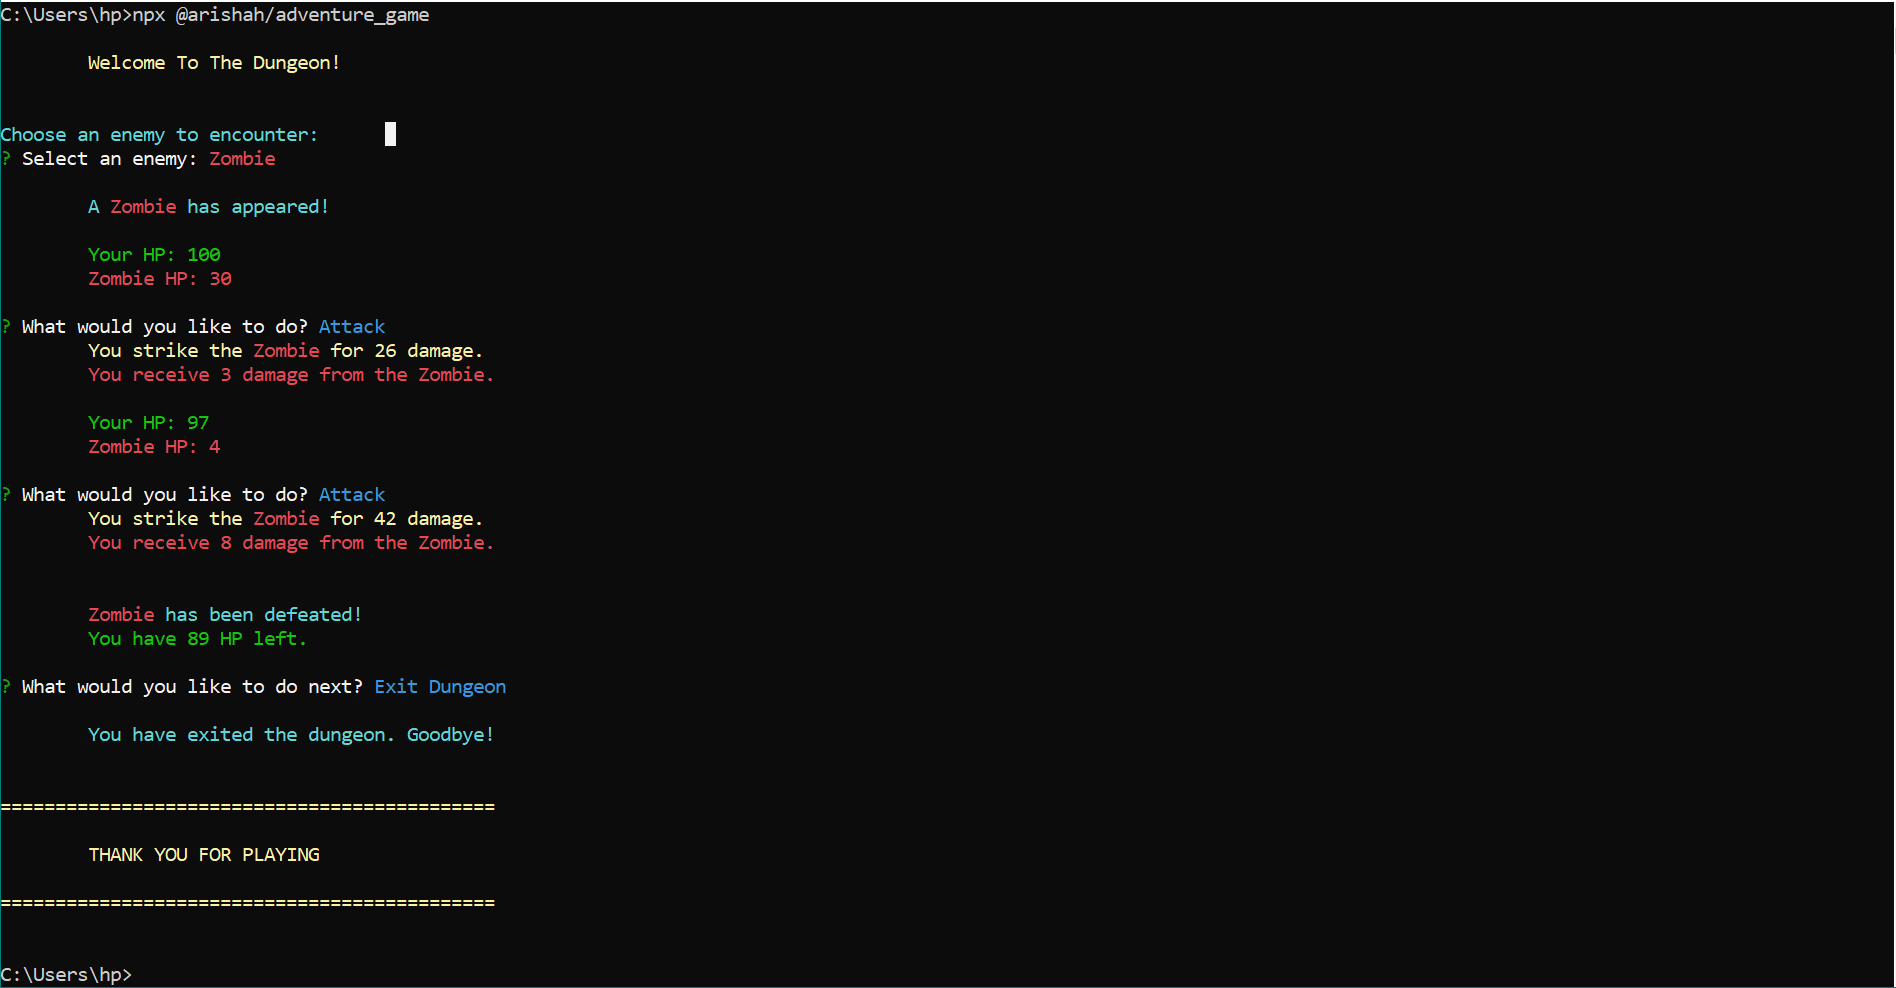 C:\Users\hp>npx @arishah/adventure_game
Welcome To The Dungeon!
Choose an enemy to encounter:
? Select an enemy: Zombie
A Zombie has appeared!
Your HP: 100
Zombie HP: 30
? What would you like to do? Attack
You strike the Zombie for 26 damage.
You receive 3 damage from the Zombie.
Your HP: 97
Zombie HP: 4
? What would you like to do? Attack
You strike the Zombie for 42 damage.
You receive 8 damage from the Zombie.
Zombie has been defeated!
You have 89 HP left.
? What would you like to do next? Exit Dungeon
You have exited the dungeon. Goodbye!
=============================================
THANK YOU FOR PLAYING
=============================================
C:\Users\hp>